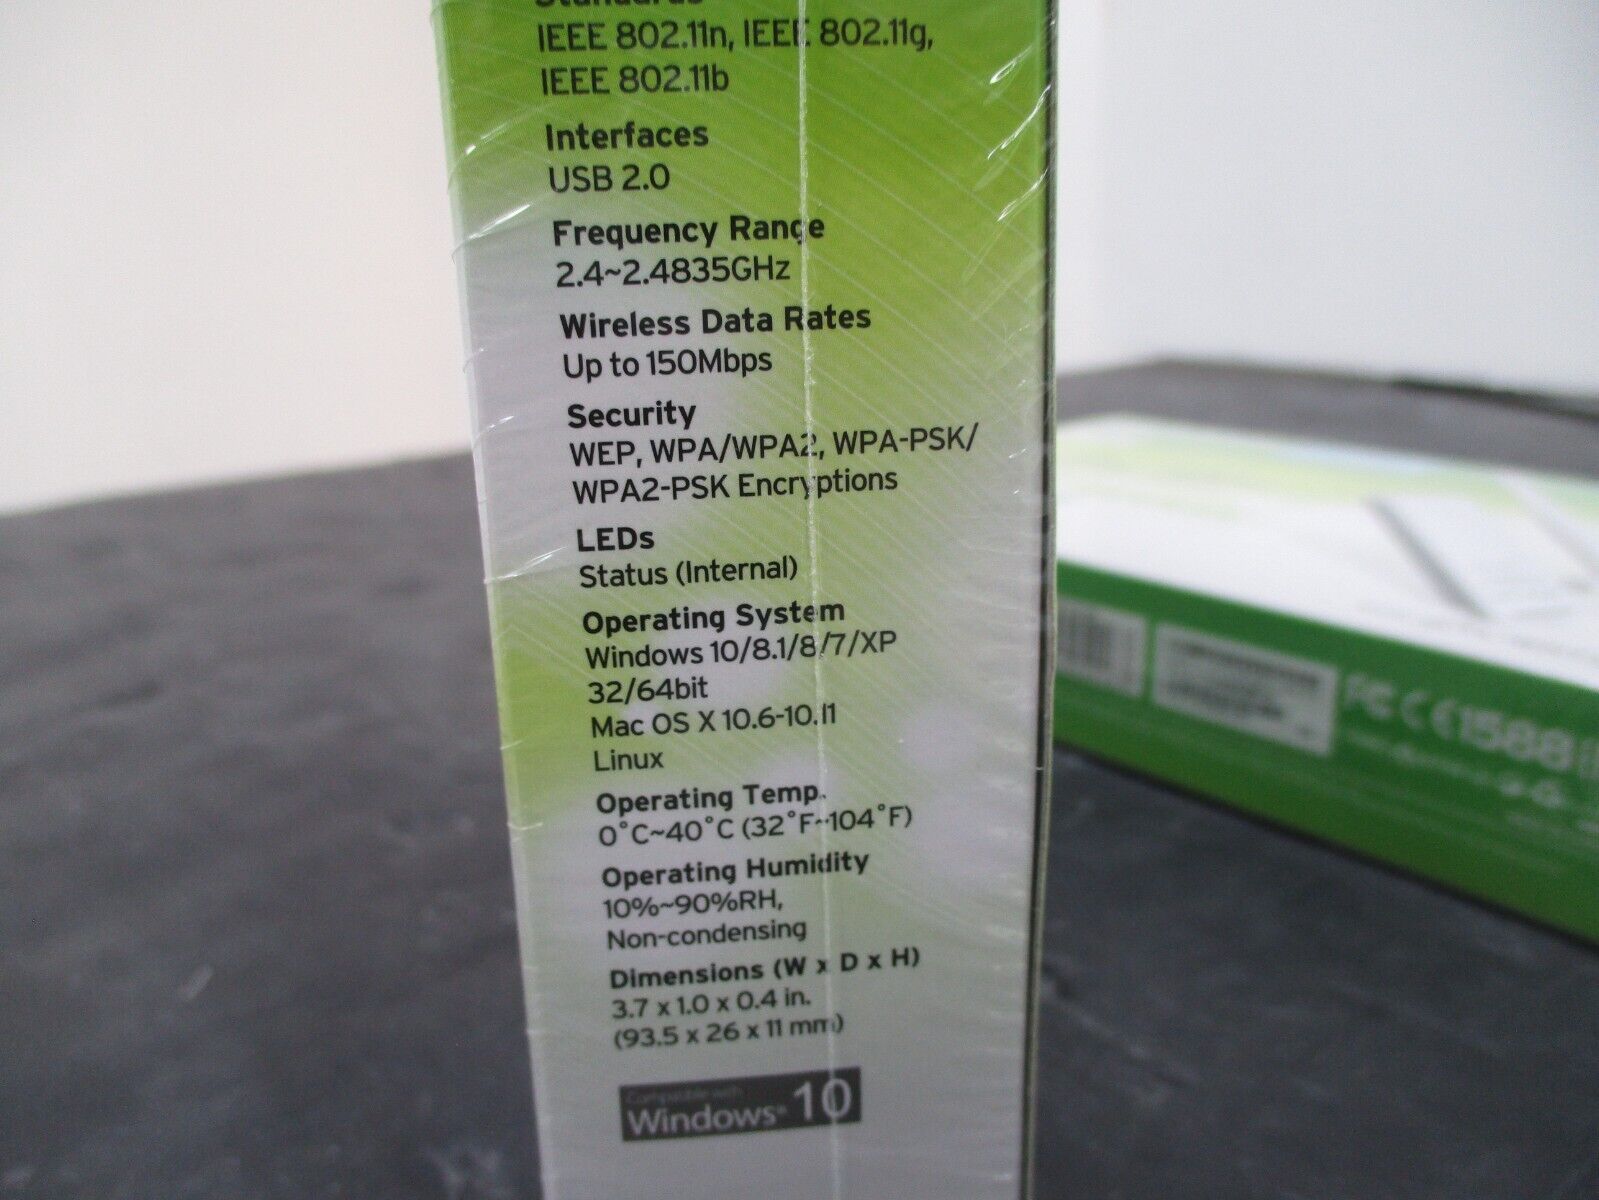 Standards
IEEE 802.11n, IEEE 802.11g,
IEEE 802.11b
Interfaces
USB 2.0
Frequency Range
2.4~2.4835GHz
Wireless Data Rates
Up to 150Mbps
Security
WEP, WPA/WPA2, WPA-PSK/
WPA2-PSK Encryptions
LEDs
Status (Internal)
Operating System
Windows 10/8.1/8/7/XP
32/64bit
Mac OS X 10.6-10.11
Linux
Operating Temp.
0°C~40°C (32°F~104°F)
Operating Humidity
10%~90%RH,
Non-condensing
Dimensions (W x D x H)
3.7 x 1.0 x 0.4 in.
(93.5 x 26 x 11 mm)
Compatible with
Windows® 10
FC CE1588